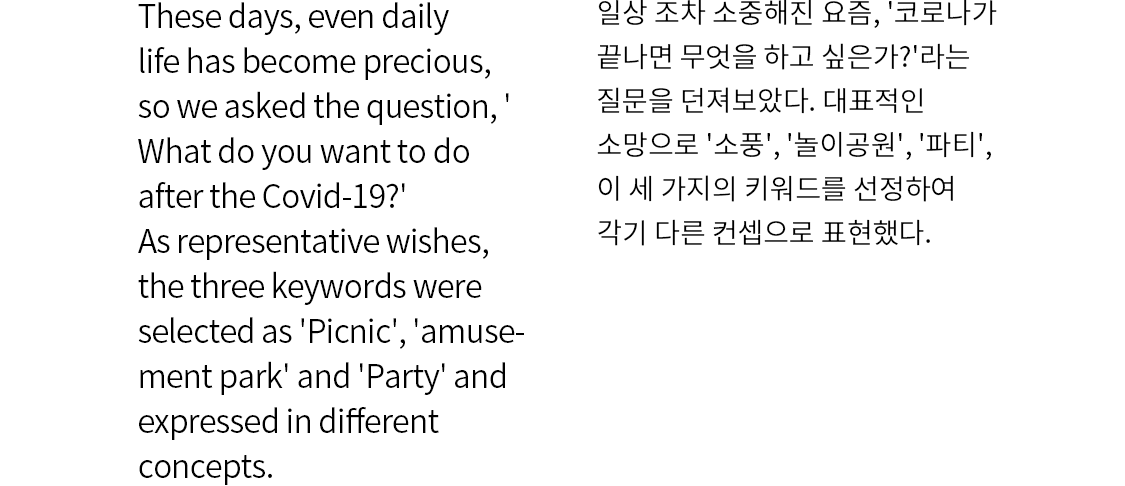 These days, even daily
life has become precious,
so we asked the question, '
What do you want to do
after the Covid-19?'
As representative wishes,
the three keywords were
selected as 'Picnic', 'amuse-
ment park' and 'Party' and
expressed in different
concepts.
일상 조차 소중해진 요즘, '코로나가
끝나면 무엇을 하고 싶은가?'라는
질문을 던져보았다. 대표적인
소망으로 '소풍', '놀이공원', '파티',
이 세 가지의 키워드를 선정하여
각기 다른 컨셉으로 표현했다.